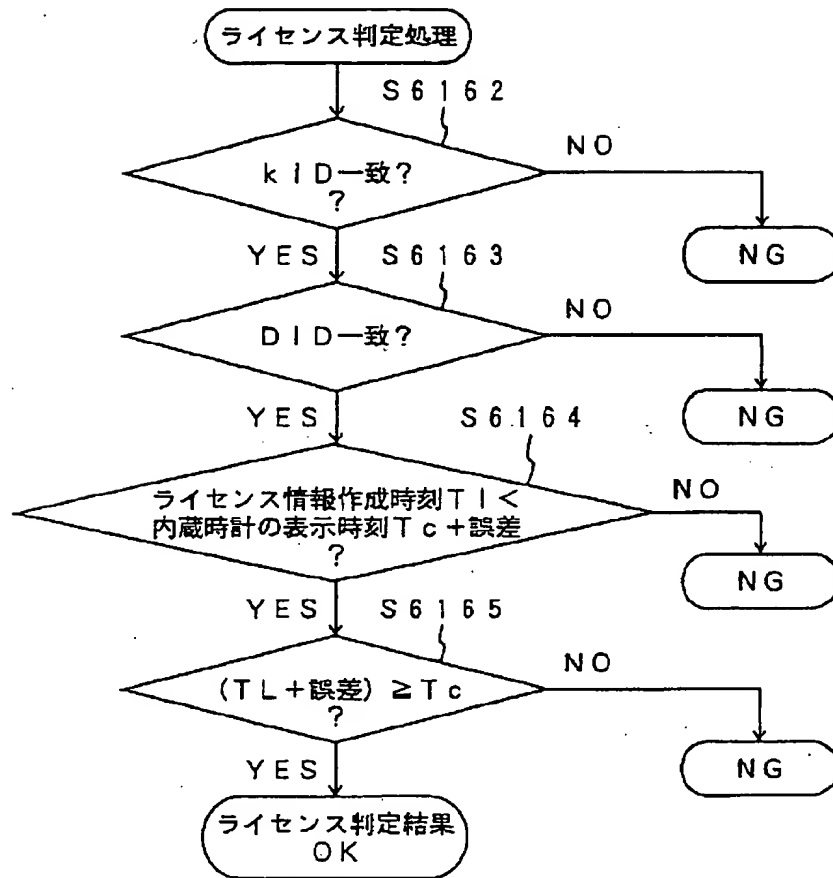 ライセンス判定処理
S6162
kID一致?
?
NO
NG
YES
S6163
DID一致?
NO
NG
YES
S6164
ライセンス情報作成時刻Tl<
内蔵時計の表示時刻Tc+誤差
?
NO
NG
YES
S6165
(TL+誤差)≧Tc
?
NO
NG
YES
ライセンス判定結果
OK